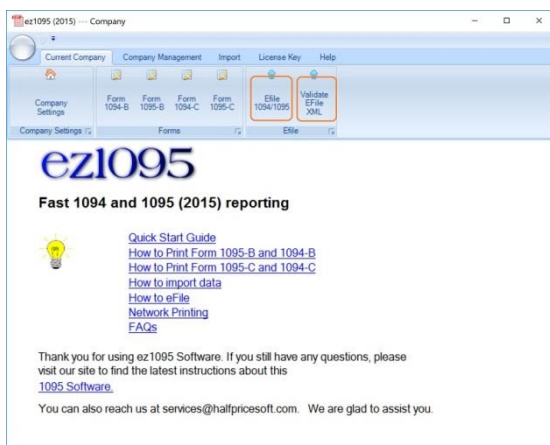 ez1095 (2015) --- Company
Current Company Company Management Import License Key Help
Company Settings
Form 1094-B
Form 1095-B
Form 1094-C
Form 1095-C
Efile 1094/1095
Validate EFile XML
Company Settings Forms Efile
ez1095
Fast 1094 and 1095 (2015) reporting
Quick Start Guide
How to Print Form 1095-B and 1094-B
How to Print Form 1095-C and 1094-C
How to import data
How to eFile
Network Printing
FAQs
Thank you for using ez1095 Software. If you still have any questions, please
visit our site to find the latest instructions about this
1095 Software.
You can also reach us at services@halfpricesoft.com. We are glad to assist you.